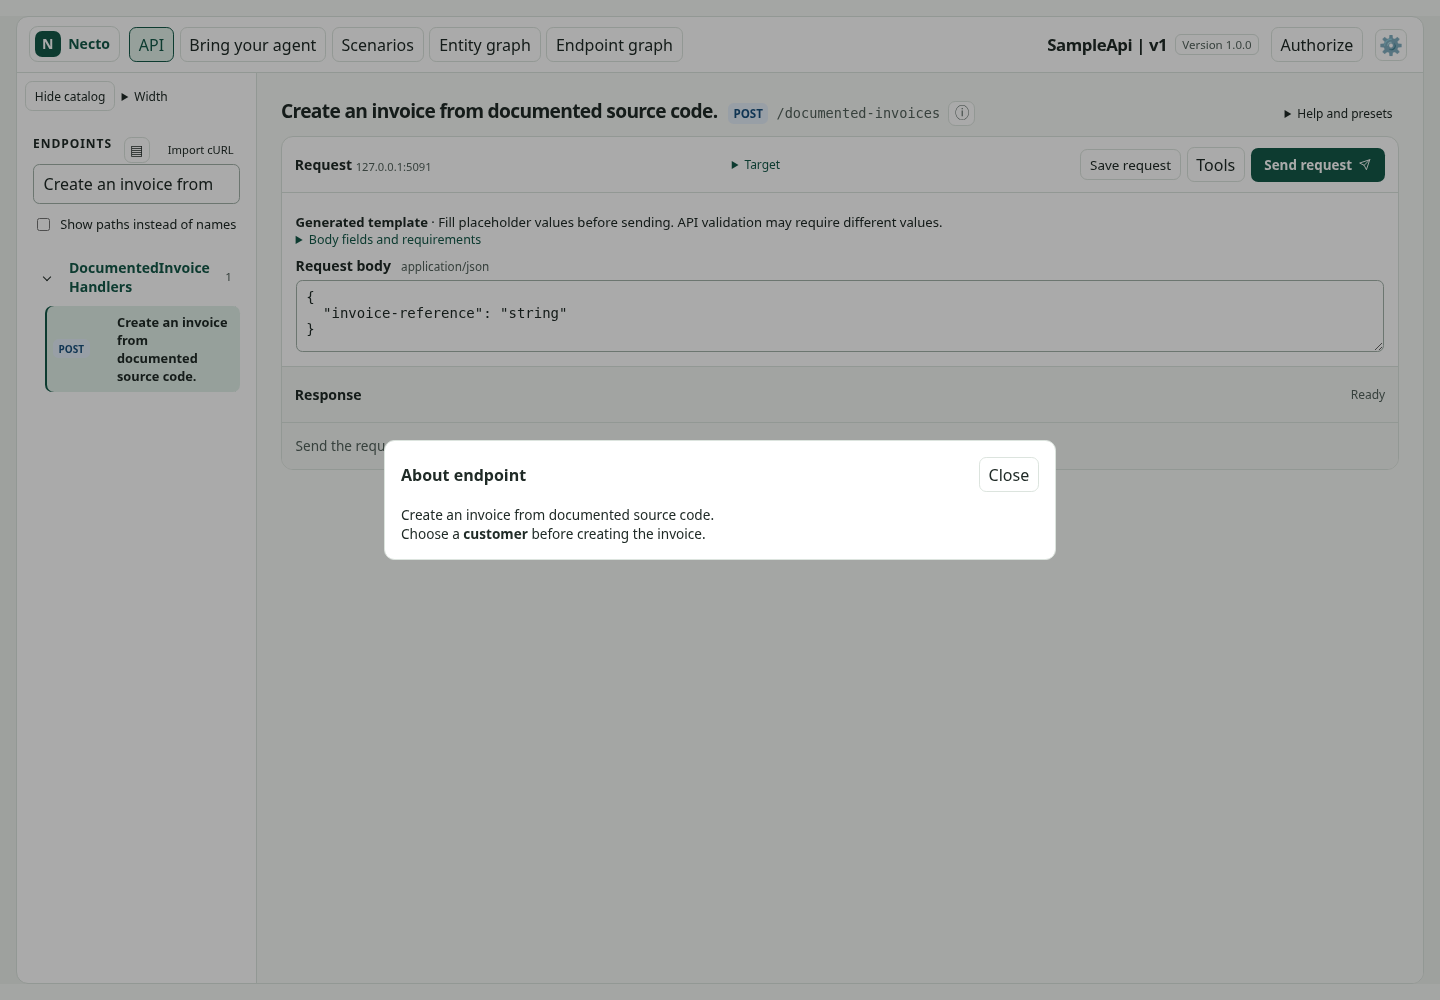 N Necto API Bring your agent Scenarios Entity graph Endpoint graph SampleApi | v1 Version 1.0.0 Authorize ⚙️
Hide catalog ▶ Width
ENDPOINTS ▤ Import cURL
Create an invoice from
Show paths instead of names
DocumentedInvoice
Handlers
1
POST
Create an invoice
from
documented
source code.
Create an invoice from documented source code. POST /documented-invoices ⓘ ▶ Help and presets
Request 127.0.0.1:5091 ▶ Target Save request Tools Send request
Generated template · Fill placeholder values before sending. API validation may require different values.
▶ Body fields and requirements
Request body application/json
{
"invoice-reference": "string"
}
Response Ready
Send the requ
About endpoint Close
Create an invoice from documented source code.
Choose a customer before creating the invoice.